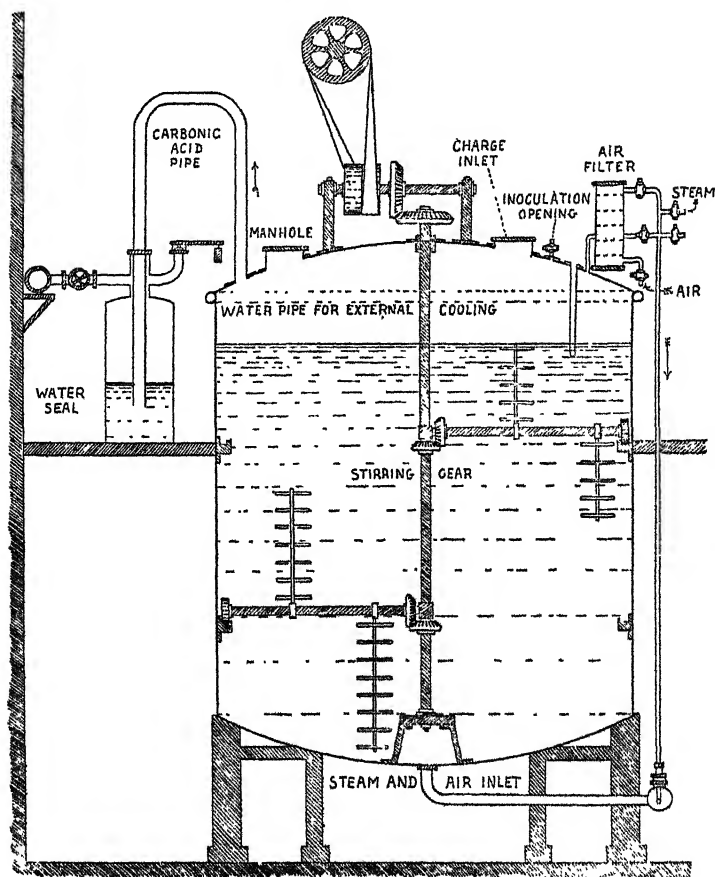 CARBONIC
ACID
PIPE
CHARGE
INLET
AIR
FILTER
STEAM
INOCULATION
OPENING
MANHOLE
AIR
WATER PIPE FOR EXTERNAL COOLING
WATER
SEAL
STIRRING GEAR
STEAM AND AIR INLET